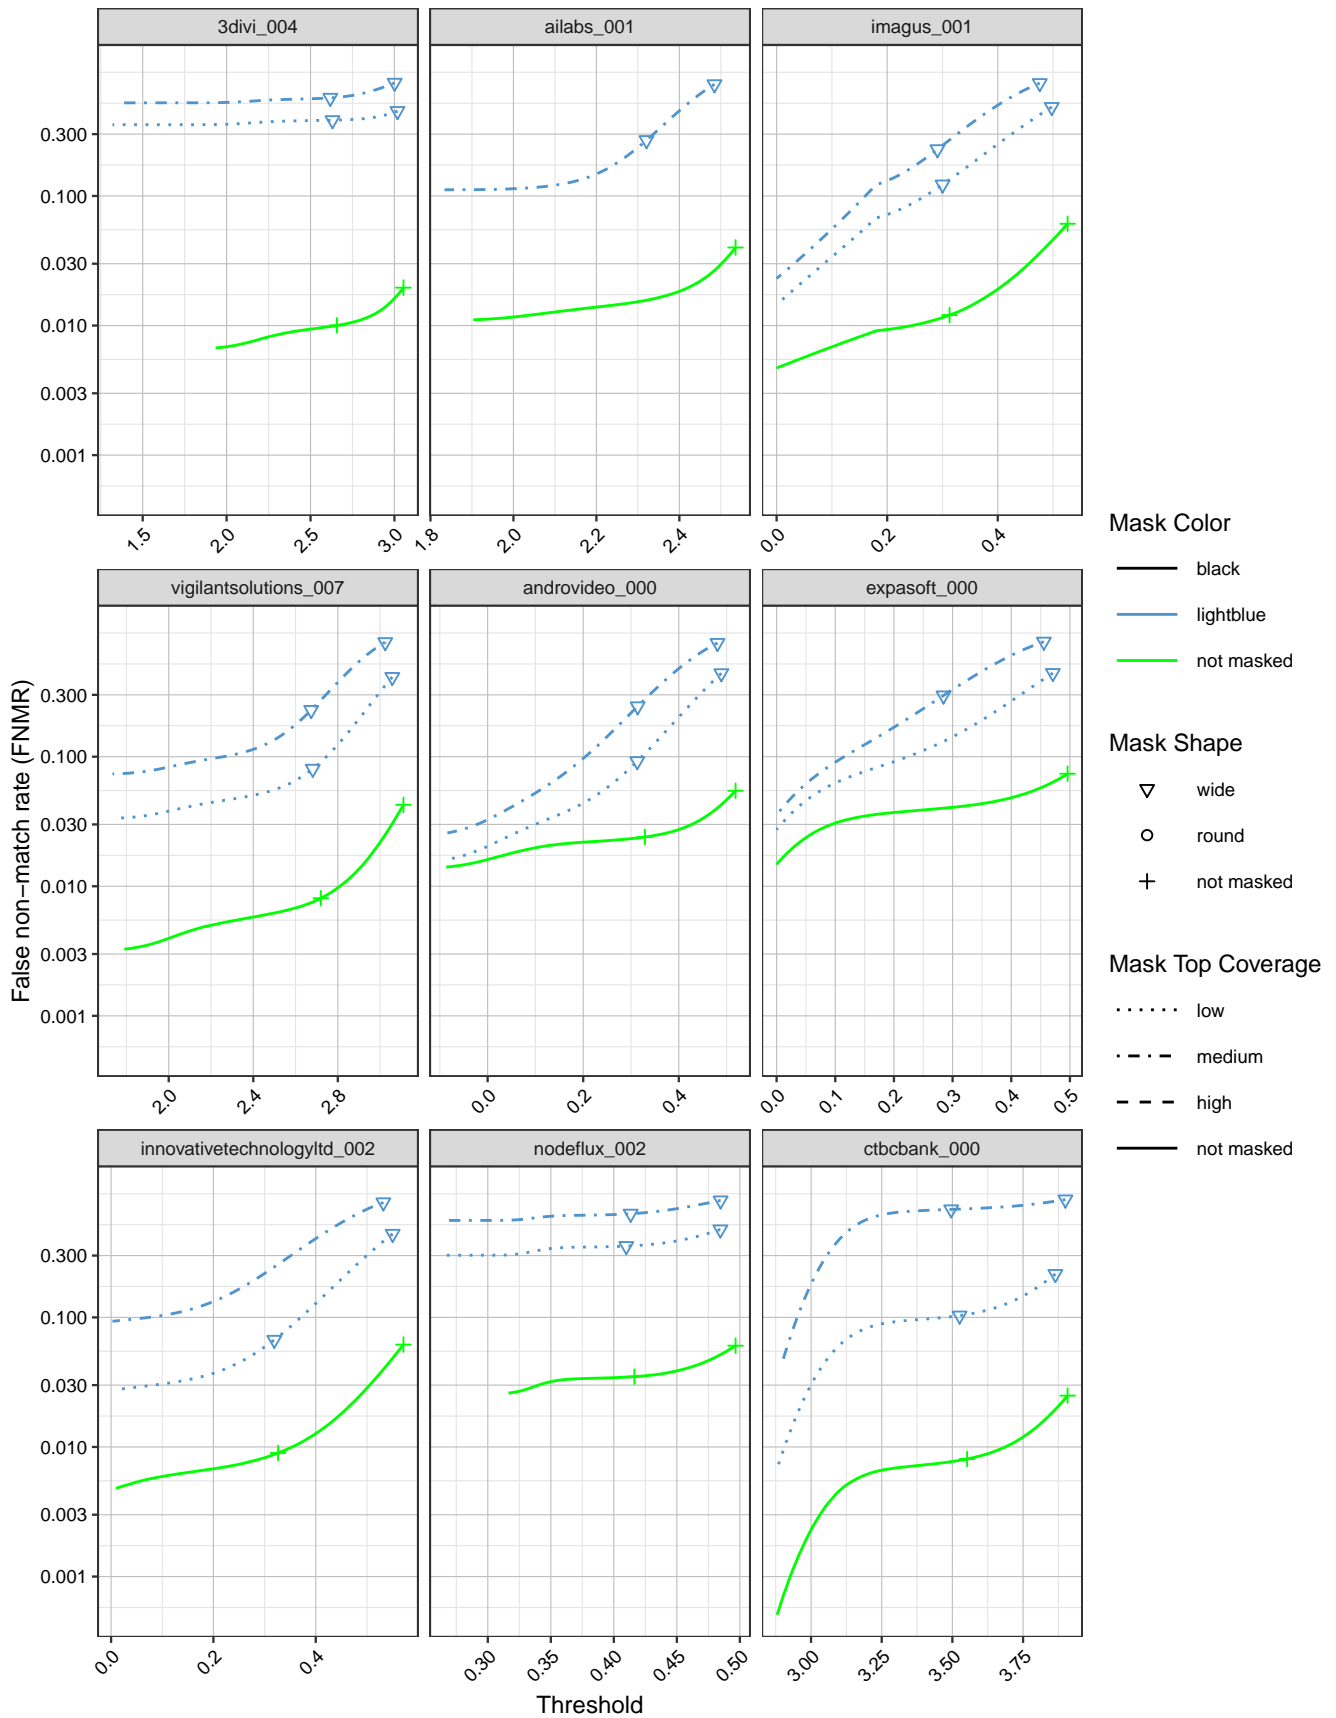 3divi_004 ailabs_001 imagus_001
0.300
0.100
0.030
0.010
0.003
0.001
1.5 2.0 2.5 3.0 1.8 2.0 2.2 2.4 0.0 0.2 0.4
vigilantsolutions_007 androvideo_000 expasoft_000
0.300
0.100
0.030
0.010
0.003
0.001
2.0 2.4 2.8 0.0 0.2 0.4 0.0 0.1 0.2 0.3 0.4 0.5
innovativetechnologyltd_002 nodeflux_002 ctbcbank_000
0.300
0.100
0.030
0.010
0.003
0.001
0.0 0.2 0.4 0.30 0.35 0.40 0.45 0.50 3.00 3.25 3.50 3.75
Threshold
False non−match rate (FNMR)
Mask Color
black
lightblue
not masked
Mask Shape
wide
round
not masked
Mask Top Coverage
low
medium
high
not masked